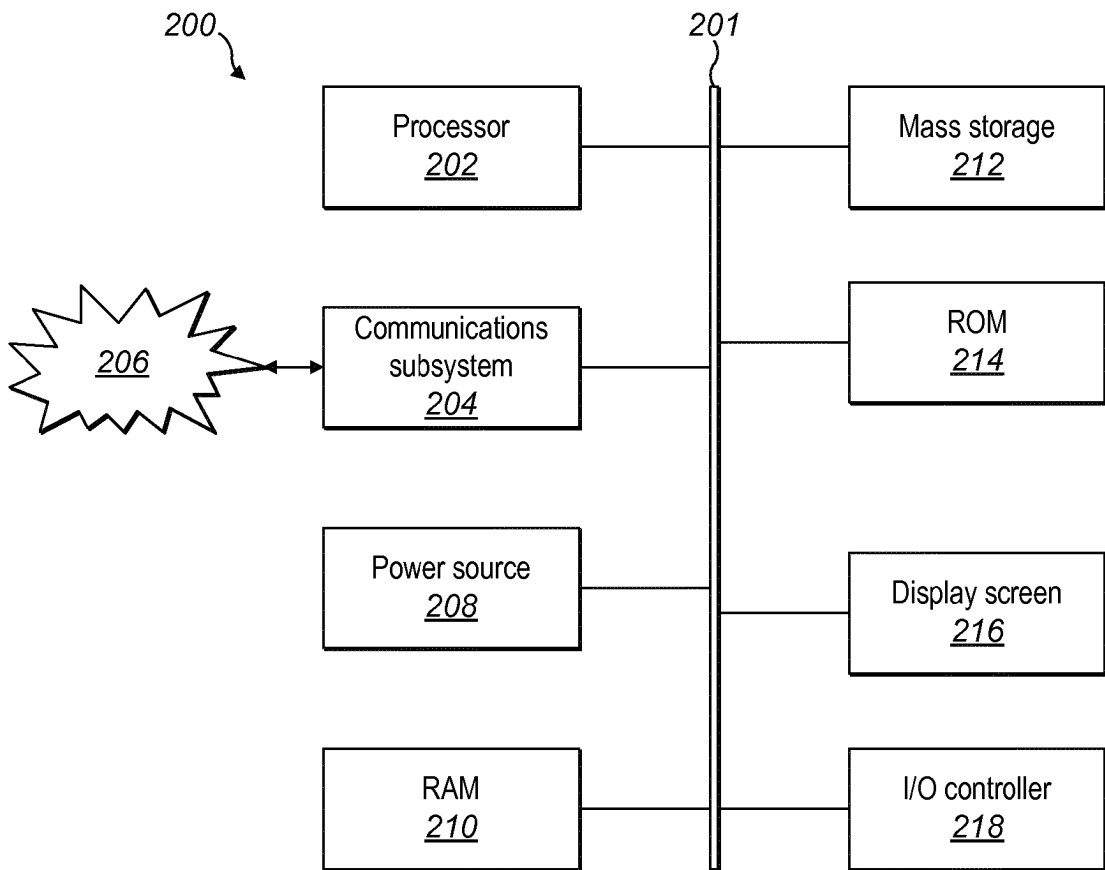 200
201
Processor
202
Mass storage
212
206
Communications
subsystem
204
ROM
214
Power source
208
Display screen
216
RAM
210
I/O controller
218